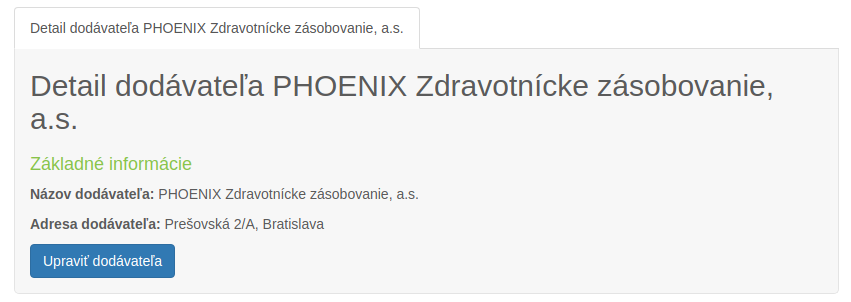 Detail dodávateľa PHOENIX Zdravotnícke zásobovanie, a.s.
Detail dodávateľa PHOENIX Zdravotnícke zásobovanie,
a.s.
Základné informácie
Názov dodávateľa: PHOENIX Zdravotnícke zásobovanie, a.s.
Adresa dodávateľa: Prešovská 2/A, Bratislava
Upraviť dodávateľa